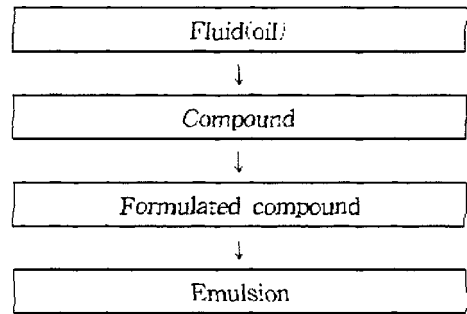 Fluid(oil)
↓
Compound
↓
Formulated compound
↓
Emulsion